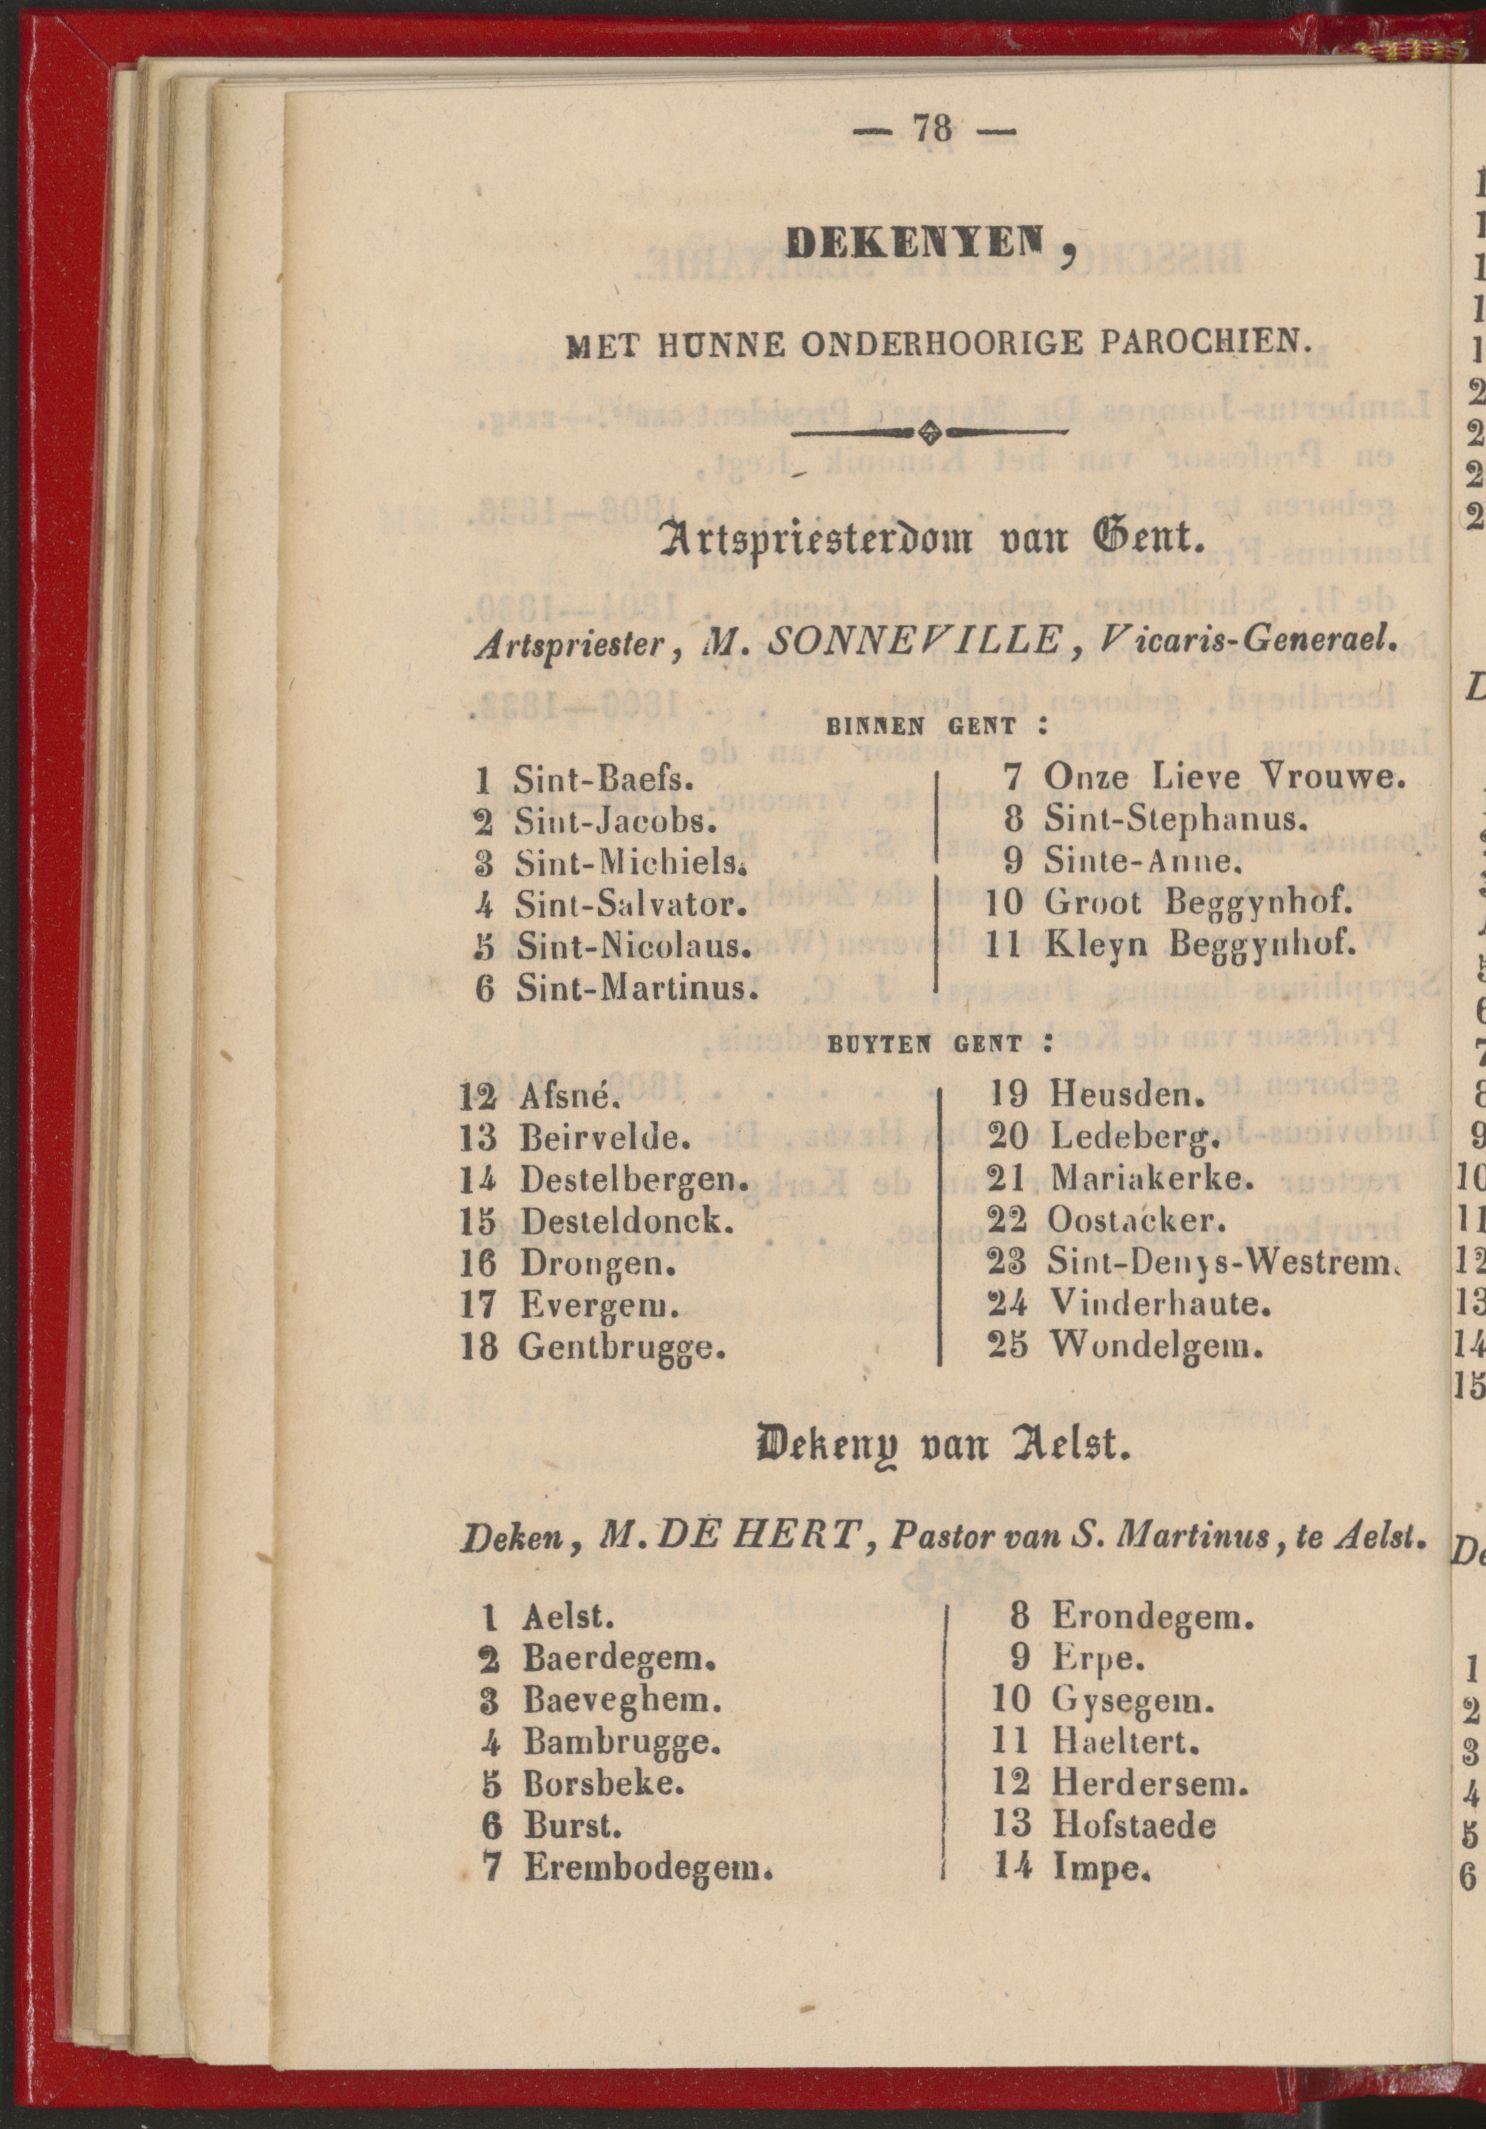 — 78 —
DEKENYEN,
MET HUNNE ONDERHOORIGE PAROCHIEN.
Artspriesterdom van Gent.
Artspriester, M. SONNEVILLE, Vicaris-Generael.
BINNEN GENT :
1 Sint-Baefs.
2 Sint-Jacobs.
3 Sint-Michiels.
4 Sint-Salvator.
5 Sint-Nicolaus.
6 Sint-Martinus.
7 Onze Lieve Vrouwe.
8 Sint-Stephanus.
9 Sinte-Anne.
10 Groot Beggynhof.
11 Kleyn Beggynhof.
BUYTEN GENT :
12 Afsné.
13 Beirvelde.
14 Destelbergen.
15 Desteldonck.
16 Drongen.
17 Evergem.
18 Gentbrugge.
19 Heusden.
20 Ledeberg.
21 Mariakerke.
22 Oostacker.
23 Sint-Denys-Westrem.
24 Vinderhaute.
25 Wondelgem.
Dekeny van Aelst.
Deken, M. DE HERT, Pastor van S. Martinus, te Aelst.
1 Aelst.
2 Baerdegem.
3 Baeveghem.
4 Bambrugge.
5 Borsbeke.
6 Burst.
7 Erembodegem.
8 Erondegem.
9 Erpe.
10 Gysegem.
11 Haeltert.
12 Herdersem.
13 Hofstaede
14 Impe.